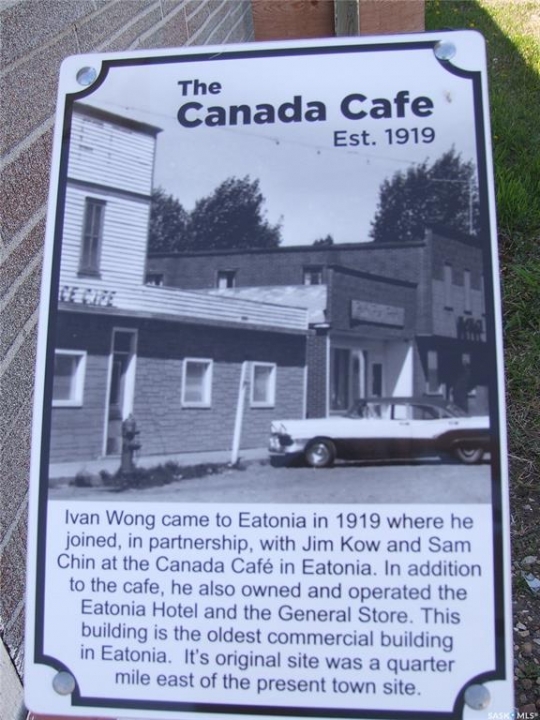 The
Canada Cafe
Est. 1919
Ivan Wong came to Eatonia in 1919 where he
joined, in partnership, with Jim Kow and Sam
Chin at the Canada Café in Eatonia. In addition
to the cafe, he also owned and operated the
Eatonia Hotel and the General Store. This
building is the oldest commercial building
in Eatonia.  It's original site was a quarter
mile east of the present town site.
SASK MLS®